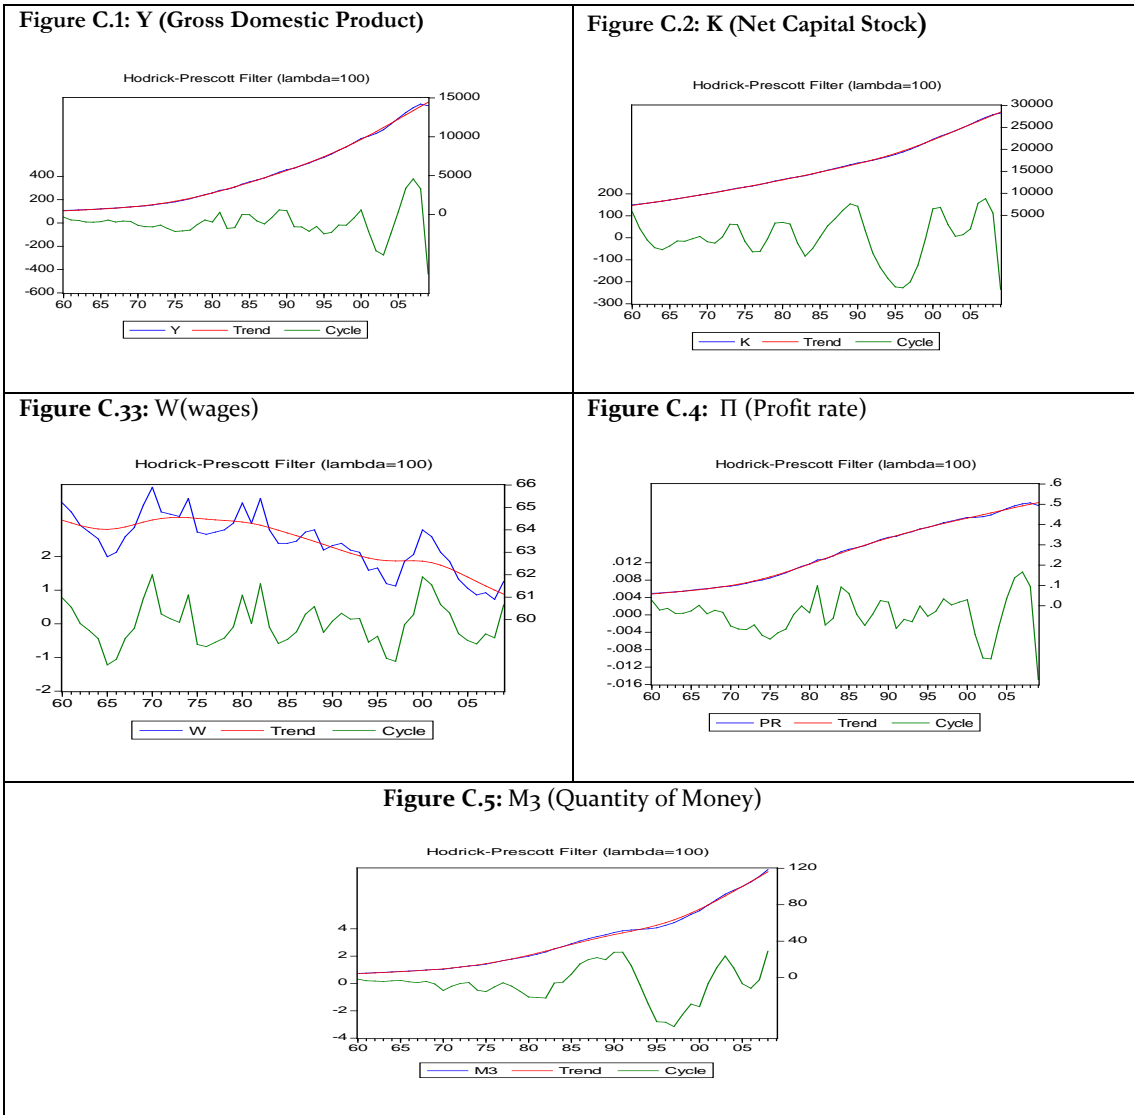 Figure C.1: Y (Gross Domestic Product)
Hodrick-Prescott Filter (lambda=100)
15000
10000
5000
0
400
200
0
-200
-400
-600
60 65 70 75 80 85 90 95 00 05
Y Trend Cycle
Figure C.2: K (Net Capital Stock)
Hodrick-Prescott Filter (lambda=100)
30000
25000
20000
15000
10000
5000
200
100
0
-100
-200
-300
60 65 70 75 80 85 90 95 00 05
K Trend Cycle
Figure C.33: W(wages)
Hodrick-Prescott Filter (lambda=100)
66
65
64
63
62
61
60
2
1
0
-1
-2
60 65 70 75 80 85 90 95 00 05
W Trend Cycle
Figure C.4: Π (Profit rate)
Hodrick-Prescott Filter (lambda=100)
.6
.5
.4
.3
.2
.1
.0
.012
.008
.004
.000
-.004
-.008
-.012
-.016
60 65 70 75 80 85 90 95 00 05
PR Trend Cycle
Figure C.5: M3 (Quantity of Money)
Hodrick-Prescott Filter (lambda=100)
120
80
40
0
4
2
0
-2
-4
60 65 70 75 80 85 90 95 00 05
M3 Trend Cycle